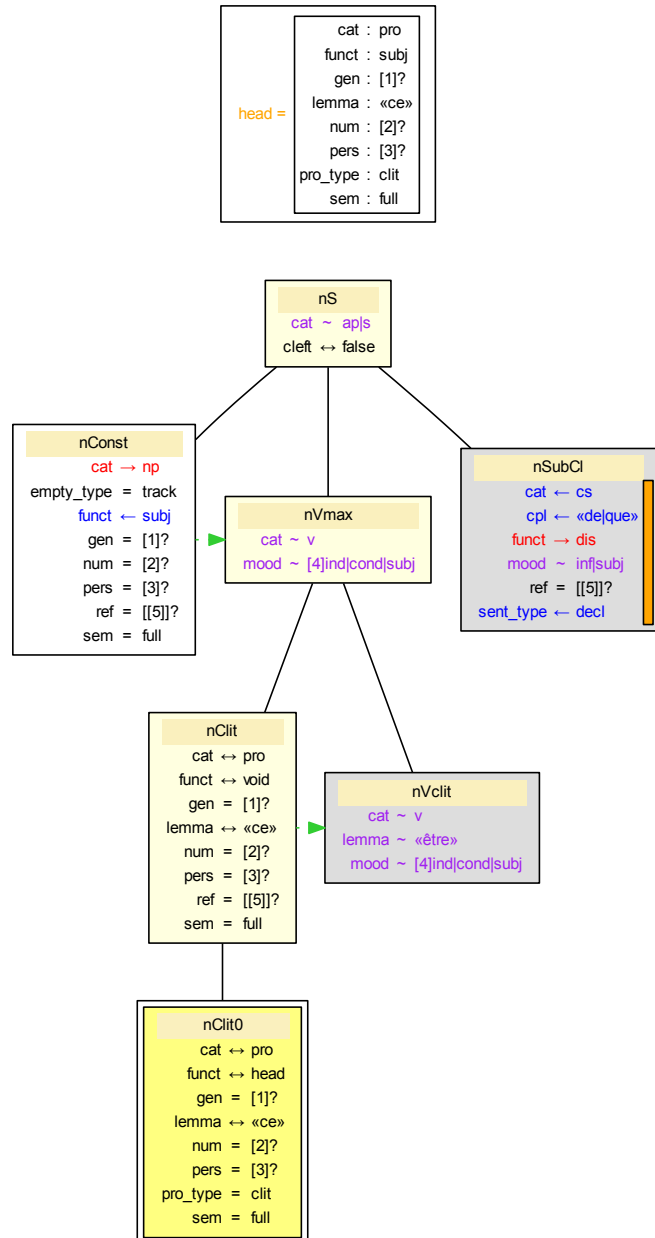 head =
cat : pro
funct : subj
gen : [1]?
lemma : «ce»
num : [2]?
pers : [3]?
pro_type : clit
sem : full
nS
cat ~ ap|s
cleft ↔ false
nConst
cat → np
empty_type = track
funct ← subj
gen = [1]?
num = [2]?
pers = [3]?
ref = [[5]]?
sem = full
nVmax
cat ~ v
mood ~ [4]ind|cond|subj
nSubCl
cat ← cs
cpl ← «de|que»
funct → dis
mood ~ inf|subj
ref = [[5]]?
sent_type ← decl
nClit
cat ↔ pro
funct ↔ void
gen = [1]?
lemma ↔ «ce»
num = [2]?
pers = [3]?
ref = [[5]]?
sem = full
nVclit
cat ~ v
lemma ~ «être»
mood ~ [4]ind|cond|subj
nClit0
cat ↔ pro
funct ↔ head
gen = [1]?
lemma ↔ «ce»
num = [2]?
pers = [3]?
pro_type = clit
sem = full